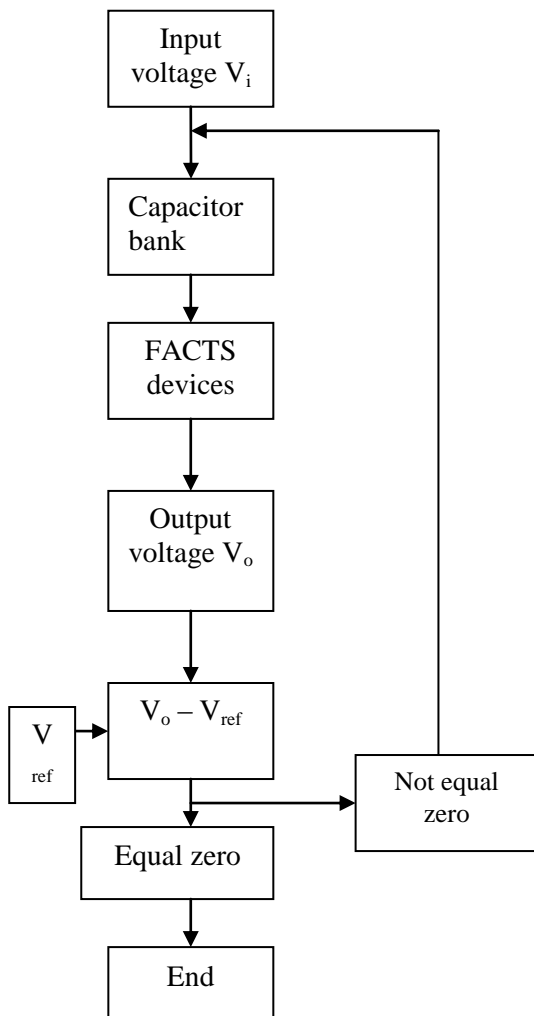 Input
voltage Vi
Capacitor
bank
FACTS
devices
Output
voltage Vo
Vo – Vref
V
ref
Not equal
zero
Equal zero
End